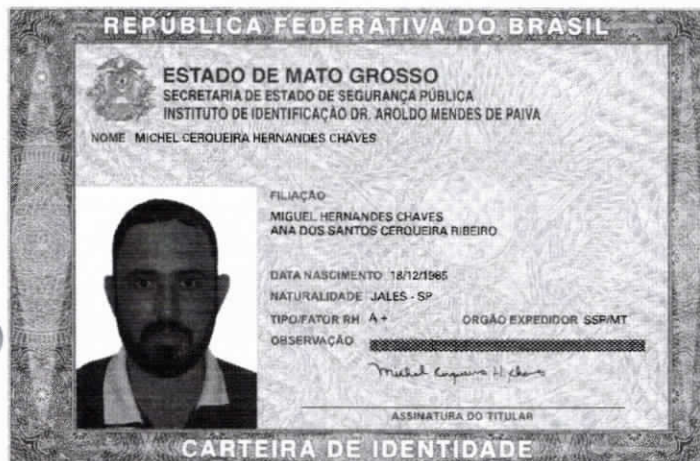 REPÚBLICA FEDERATIVA DO BRASIL
ESTADO DE MATO GROSSO
SECRETARIA DE ESTADO DE SEGURANÇA PÚBLICA
INSTITUTO DE IDENTIFICAÇÃO DR. AROLDO MENDES DE PAIVA
NOME MICHEL CERQUEIRA HERNANDES CHAVES
FILIAÇÃO
MIGUEL HERNANDES CHAVES
ANA DOS SANTOS CERQUEIRA RIBEIRO
DATA NASCIMENTO 18/12/1985
NATURALIDADE JALES - SP
TIPO/FATOR RH A + ORGÃO EXPEDIDOR SSP/MT
OBSERVAÇÃO
Michel Cerqueira H Chaves
ASSINATURA DO TITULAR
CARTEIRA DE IDENTIDADE